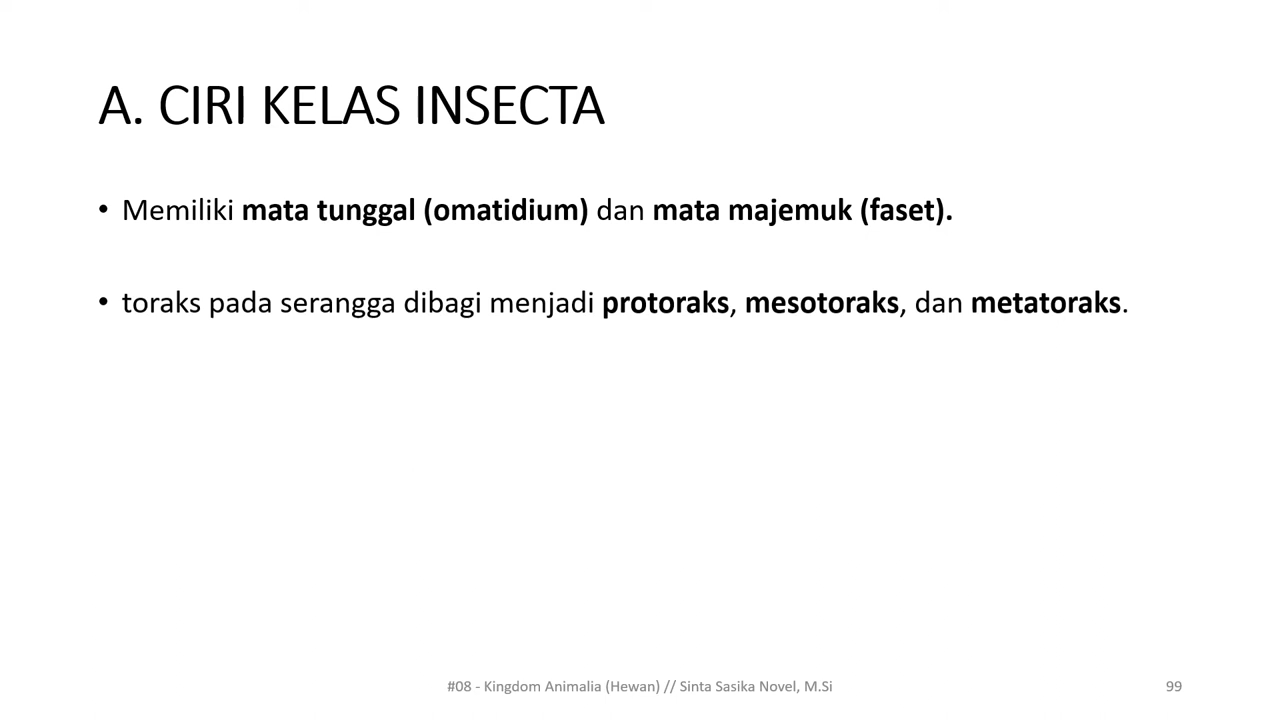 A. CIRI KELAS INSECTA
• Memiliki mata tunggal (omatidium) dan mata majemuk (faset).
• toraks pada serangga dibagi menjadi protoraks, mesotoraks, dan metatoraks.
#08 - Kingdom Animalia (Hewan) // Sinta Sasika Novel, M.Si
99